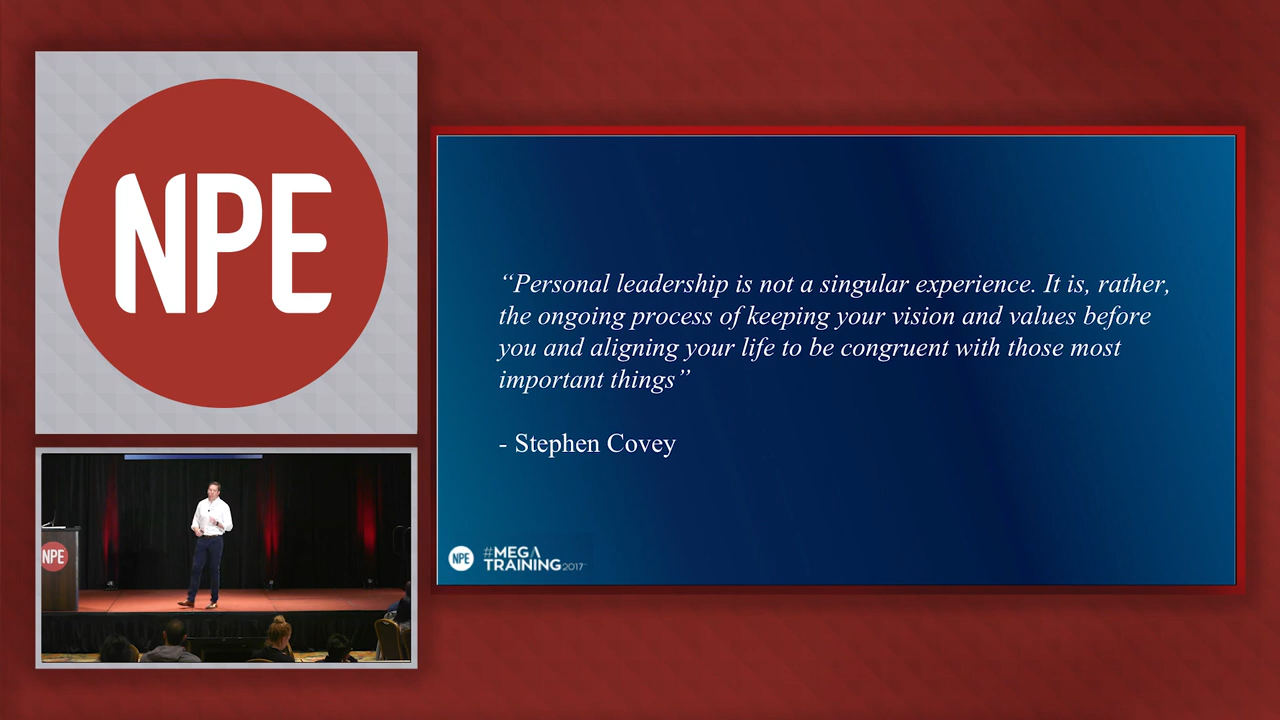 NPE
“Personal leadership is not a singular experience. It is, rather,
the ongoing process of keeping your vision and values before
you and aligning your life to be congruent with those most
important things”
- Stephen Covey
NPE
NPE
#MEGA
TRAINING2017